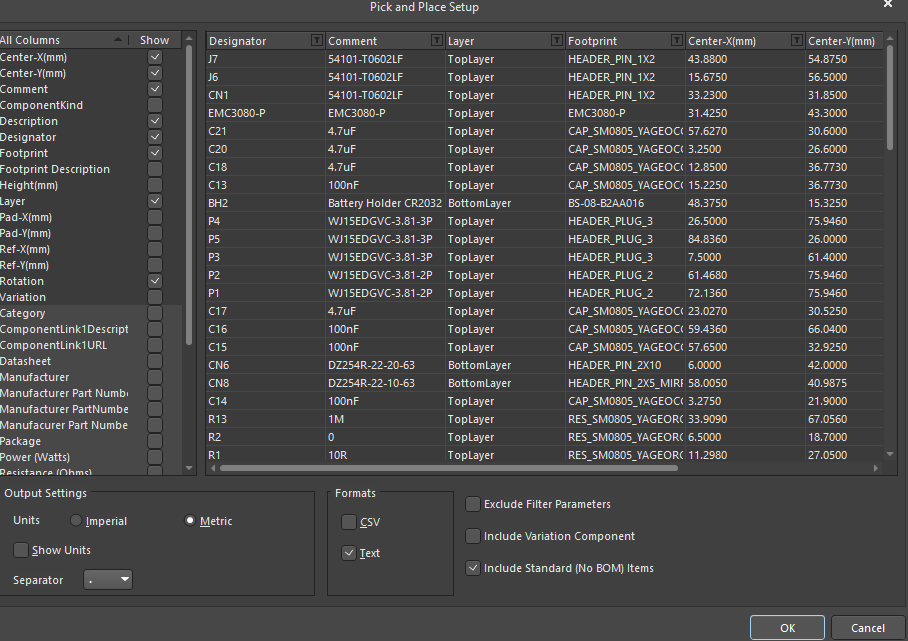 Pick and Place Setup
All Columns Show
Center-X(mm)
Center-Y(mm)
Comment
ComponentKind
Description
Designator
Footprint
Footprint Description
Height(mm)
Layer
Pad-X(mm)
Pad-Y(mm)
Ref-X(mm)
Ref-Y(mm)
Rotation
Variation
Category
ComponentLink1Descript
ComponentLink1URL
Datasheet
Manufacturer
Manufacturer Part Numbe
Manufacturer PartNumbe
Manufacurer Part Numbe
Package
Power (Watts)
Resistance (Ohms)
Designator Comment Layer Footprint Center-X(mm) Center-Y(mm)
J7 54101-T0602LF TopLayer HEADER_PIN_1X2 43.8800 54.8750
J6 54101-T0602LF TopLayer HEADER_PIN_1X2 15.6750 56.5000
CN1 54101-T0602LF TopLayer HEADER_PIN_1X2 33.2300 31.8500
EMC3080-P EMC3080-P TopLayer EMC3080-P 31.4250 43.3000
C21 4.7uF TopLayer CAP_SM0805_YAGEOC 57.6270 30.6000
C20 4.7uF TopLayer CAP_SM0805_YAGEOC 3.2500 26.6000
C18 4.7uF TopLayer CAP_SM0805_YAGEOC 12.8500 36.7730
C13 100nF TopLayer CAP_SM0805_YAGEOC 15.2250 36.7730
BH2 Battery Holder CR2032 BottomLayer BS-08-B2AA016 48.3750 15.3250
P4 WJ15EDGVC-3.81-3P TopLayer HEADER_PLUG_3 26.5000 75.9460
P5 WJ15EDGVC-3.81-3P TopLayer HEADER_PLUG_3 84.8360 26.0000
P3 WJ15EDGVC-3.81-3P TopLayer HEADER_PLUG_3 7.5000 61.4000
P2 WJ15EDGVC-3.81-2P TopLayer HEADER_PLUG_2 61.4680 75.9460
P1 WJ15EDGVC-3.81-2P TopLayer HEADER_PLUG_2 72.1360 75.9460
C17 4.7uF TopLayer CAP_SM0805_YAGEOC 23.0270 30.5250
C16 100nF TopLayer CAP_SM0805_YAGEOC 59.4360 66.0400
C15 100nF TopLayer CAP_SM0805_YAGEOC 57.6500 32.9250
CN6 DZ254R-22-20-63 BottomLayer HEADER_PIN_2X10 6.0000 42.0000
CN8 DZ254R-22-10-63 BottomLayer HEADER_PIN_2X5_MIRR 58.0050 40.9875
C14 100nF TopLayer CAP_SM0805_YAGEOC 3.2750 21.9000
R13 1M TopLayer RES_SM0805_YAGEOR 33.9090 67.0560
R2 0 TopLayer RES_SM0805_YAGEOR 6.5000 18.7000
R1 10R TopLayer RES_SM0805_YAGEOR 11.2980 27.0500
Output Settings
Units Imperial Metric
Show Units
Separator .
Formats
CSV
Text
Exclude Filter Parameters
Include Variation Component
Include Standard (No BOM) Items
OK Cancel